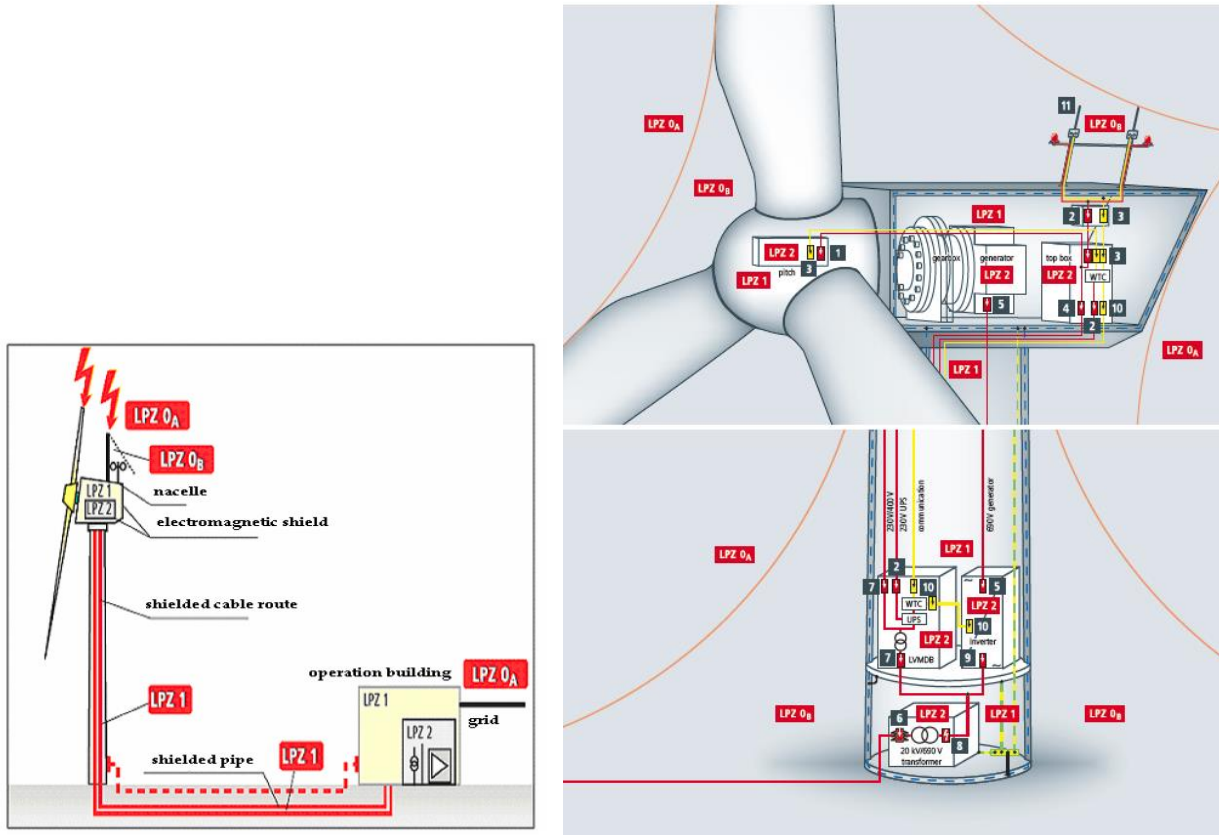 LPZ 0A
LPZ 0B
LPZ 1
LPZ 2
nacelle
electromagnetic shield
shielded cable route
operation building
LPZ 0A
LPZ 1
LPZ 1
grid
LPZ 2
shielded pipe
LPZ 1
11
LPZ 0A
LPZ 0B
LPZ 0B
LPZ 1
2
3
LPZ 2
1
gearbox
generator
top box
3
3
pitch
LPZ 1
LPZ 2
LPZ 2
WTC
5
4
10
2
LPZ 0A
LPZ 1
230V/400 V
230V UPS
communication
690V generator
LPZ 0A
LPZ 1
2
7
10
5
WTC
LPZ 2
UPS
10
LPZ 2
inverter
7
LVMDB
9
LPZ 0B
6
LPZ 2
LPZ 1
LPZ 0B
20 kV/690 V
8
transformer